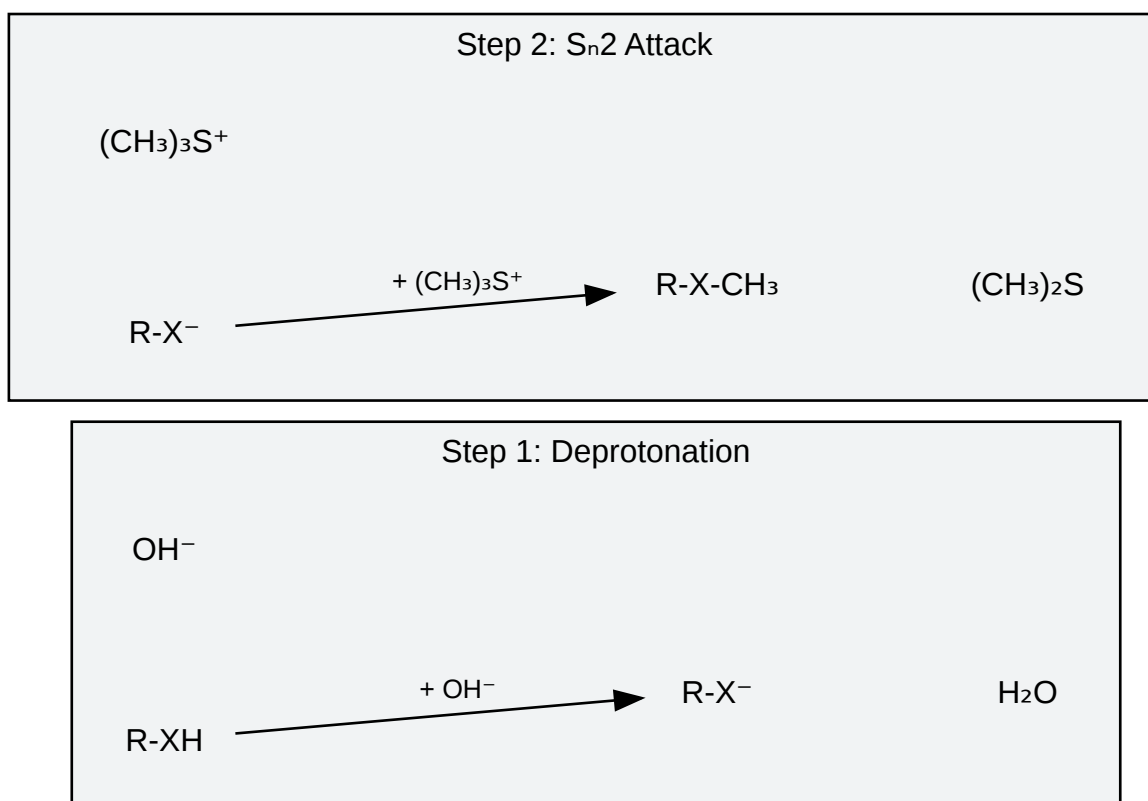 Step 2: Sₙ2 Attack
(CH₃)₃S⁺
+ (CH₃)₃S⁺
R-X-CH₃
(CH₃)₂S
R-X⁻
Step 1: Deprotonation
OH⁻
+ OH⁻
R-X⁻
H₂O
R-XH